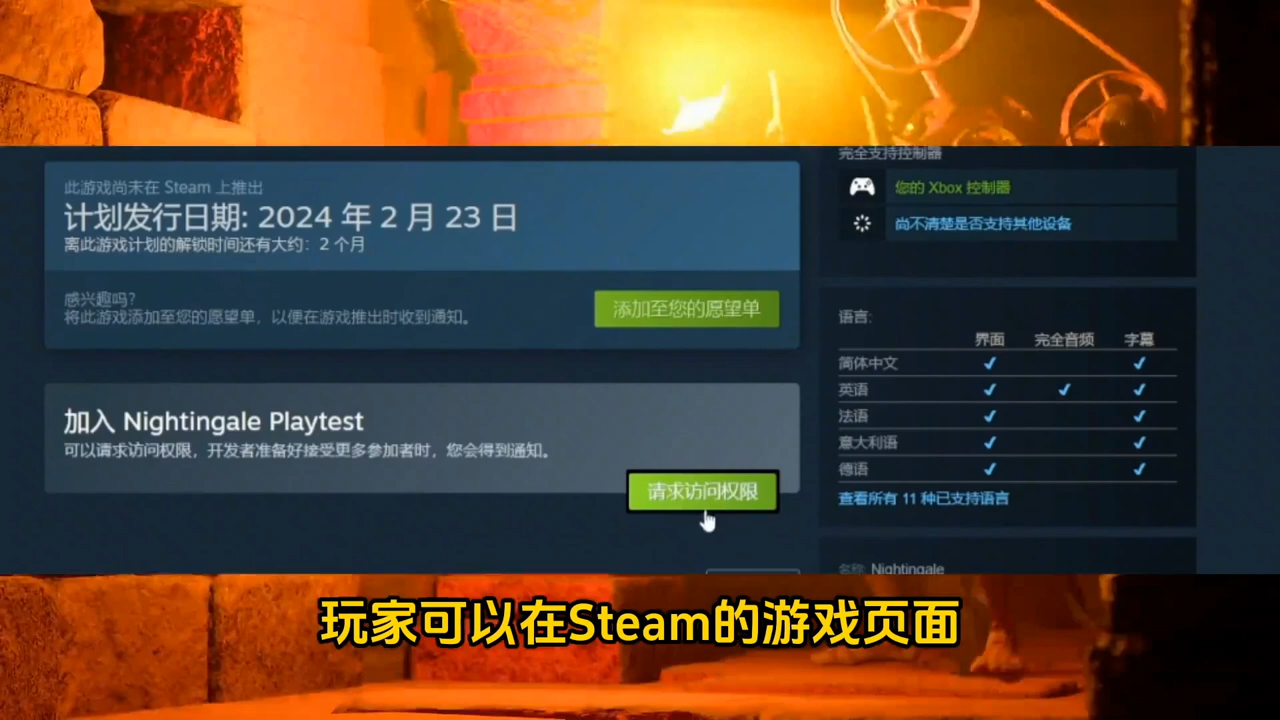 此游戏尚未在 Steam 上推出
计划发行日期: 2024 年 2 月 23 日
离此游戏计划的解锁时间还有大约: 2 个月
感兴趣吗?
将此游戏添加至您的愿望单，以便在游戏推出时收到通知。
添加至您的愿望单
加入 Nightingale Playtest
可以请求访问权限，开发者准备好接受更多参加者时，您会得到通知。
请求访问权限
完全支持控制器
您的 Xbox 控制器
尚不清楚是否支持其他设备
语言:
界面 完全音频 字幕
简体中文 ✔ ✔
英语 ✔ ✔ ✔
法语 ✔ ✔
意大利语 ✔ ✔
德语 ✔ ✔
查看所有 11 种已支持语言
名称: Nightingale
玩家可以在Steam的游戏页面